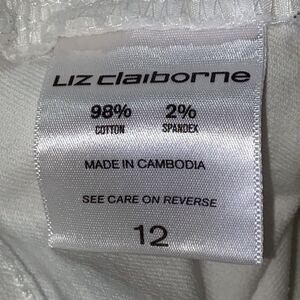 Liz claiborne
98% 2%
COTTON SPANDEX
MADE IN CAMBODIA
SEE CARE ON REVERSE
12